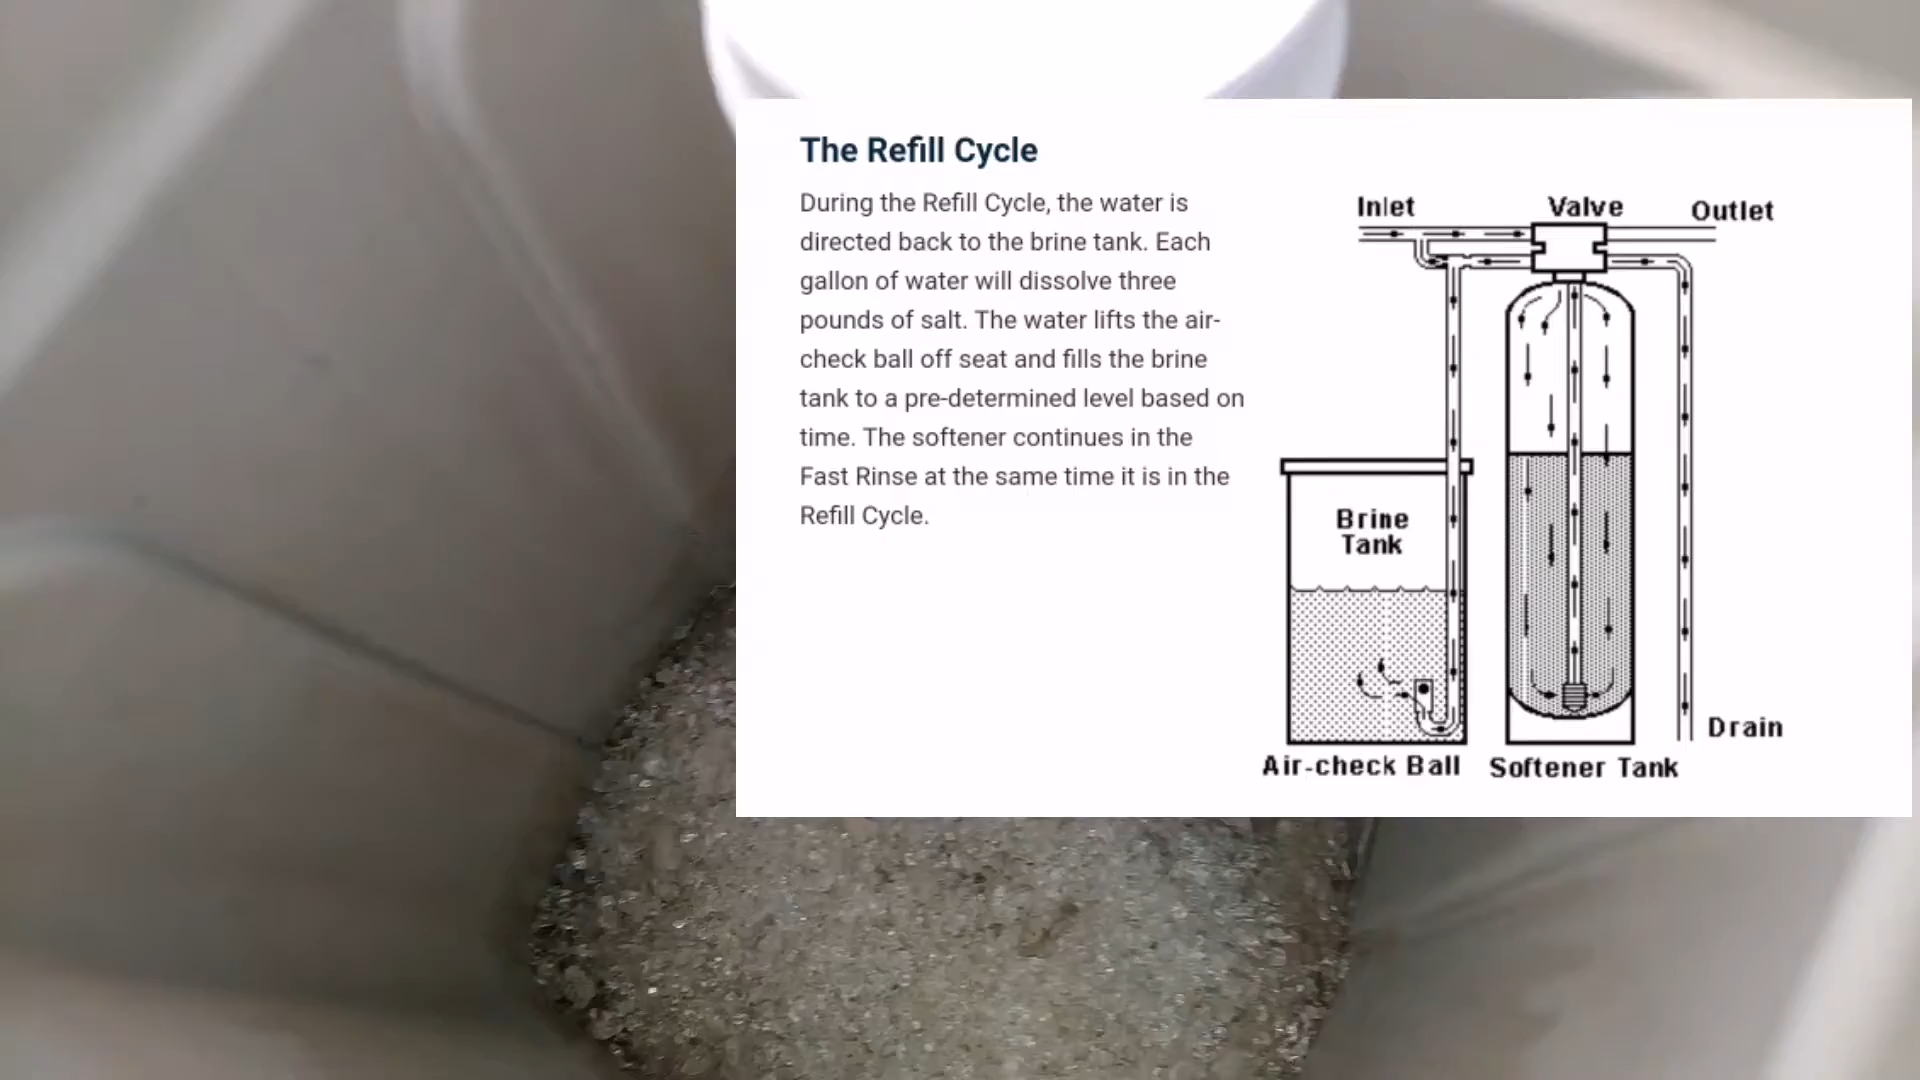 The Refill Cycle
During the Refill Cycle, the water is
directed back to the brine tank. Each
gallon of water will dissolve three
pounds of salt. The water lifts the air-
check ball off seat and fills the brine
tank to a pre-determined level based on
time. The softener continues in the
Fast Rinse at the same time it is in the
Refill Cycle.
Inlet
Valve
Outlet
Brine
Tank
Drain
Air-check Ball
Softener Tank